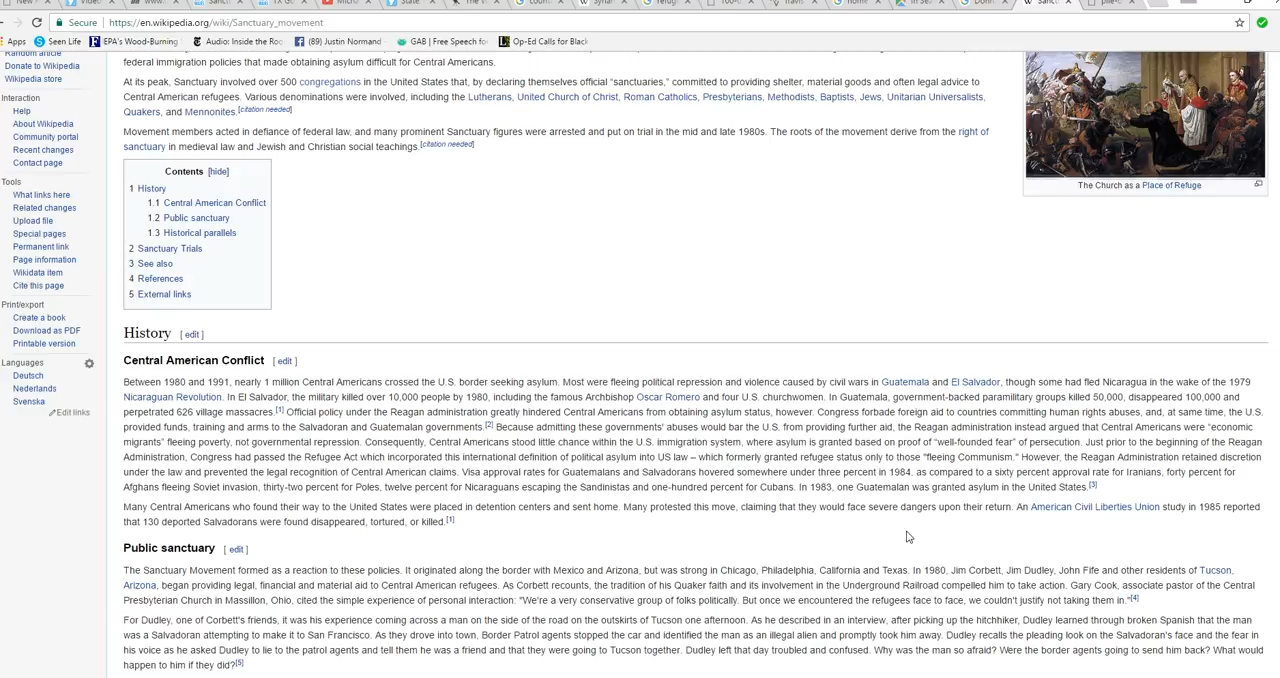 New
Video
www.
Sanctu
TX Go
Micha
State
The V
count
Syrian
refug
100-
Travis
home
In Sea
Donn
Sanct
pile-
Secure | https://en.wikipedia.org/wiki/Sanctuary_movement
Apps Seen Life EPA's Wood-Burning Audio: Inside the Roo (89) Justin Normand GAB | Free Speech fo Op-Ed Calls for Black
Random article
Donate to Wikipedia
Wikipedia store
Interaction
Help
About Wikipedia
Community portal
Recent changes
Contact page
Tools
What links here
Related changes
Upload file
Special pages
Permanent link
Page information
Wikidata item
Cite this page
Print/export
Create a book
Download as PDF
Printable version
Languages
Deutsch
Nederlands
Svenska
Edit links
federal immigration policies that made obtaining asylum difficult for Central Americans.
At its peak, Sanctuary involved over 500 congregations in the United States that, by declaring themselves official "sanctuaries," committed to providing shelter, material goods and often legal advice to
Central American refugees. Various denominations were involved, including the Lutherans, United Church of Christ, Roman Catholics, Presbyterians, Methodists, Baptists, Jews, Unitarian Universalists,
Quakers, and Mennonites.[citation needed]
Movement members acted in defiance of federal law, and many prominent Sanctuary figures were arrested and put on trial in the mid and late 1980s. The roots of the movement derive from the right of
sanctuary in medieval law and Jewish and Christian social teachings.[citation needed]
The Church as a Place of Refuge
Contents [hide]
1 History
1.1 Central American Conflict
1.2 Public sanctuary
1.3 Historical parallels
2 Sanctuary Trials
3 See also
4 References
5 External links
History [ edit ]
Central American Conflict [ edit ]
Between 1980 and 1991, nearly 1 million Central Americans crossed the U.S. border seeking asylum. Most were fleeing political repression and violence caused by civil wars in Guatemala and El Salvador, though some had fled Nicaragua in the wake of the 1979
Nicaraguan Revolution. In El Salvador, the military killed over 10,000 people by 1980, including the famous Archbishop Oscar Romero and four U.S. churchwomen. In Guatemala, government-backed paramilitary groups killed 50,000, disappeared 100,000 and
perpetrated 626 village massacres.[1] Official policy under the Reagan administration greatly hindered Central Americans from obtaining asylum status, however. Congress forbade foreign aid to countries committing human rights abuses, and, at same time, the U.S.
provided funds, training and arms to the Salvadoran and Guatemalan governments.[2] Because admitting these governments' abuses would bar the U.S. from providing further aid, the Reagan administration instead argued that Central Americans were "economic
migrants" fleeing poverty, not governmental repression. Consequently, Central Americans stood little chance within the U.S. immigration system, where asylum is granted based on proof of "well-founded fear" of persecution. Just prior to the beginning of the Reagan
Administration, Congress had passed the Refugee Act which incorporated this international definition of political asylum into US law – which formerly granted refugee status only to those "fleeing Communism." However, the Reagan Administration retained discretion
under the law and prevented the legal recognition of Central American claims. Visa approval rates for Guatemalans and Salvadorans hovered somewhere under three percent in 1984, as compared to a sixty percent approval rate for Iranians, forty percent for
Afghans fleeing Soviet invasion, thirty-two percent for Poles, twelve percent for Nicaraguans escaping the Sandinistas and one-hundred percent for Cubans. In 1983, one Guatemalan was granted asylum in the United States.[3]
Many Central Americans who found their way to the United States were placed in detention centers and sent home. Many protested this move, claiming that they would face severe dangers upon their return. An American Civil Liberties Union study in 1985 reported
that 130 deported Salvadorans were found disappeared, tortured, or killed.[1]
Public sanctuary [ edit ]
The Sanctuary Movement formed as a reaction to these policies. It originated along the border with Mexico and Arizona, but was strong in Chicago, Philadelphia, California and Texas. In 1980, Jim Corbett, Jim Dudley, John Fife and other residents of Tucson,
Arizona, began providing legal, financial and material aid to Central American refugees. As Corbett recounts, the tradition of his Quaker faith and its involvement in the Underground Railroad compelled him to take action. Gary Cook, associate pastor of the Central
Presbyterian Church in Massillon, Ohio, cited the simple experience of personal interaction: "We're a very conservative group of folks politically. But once we encountered the refugees face to face, we couldn't justify not taking them in."[4]
For Dudley, one of Corbett's friends, it was his experience coming across a man on the side of the road on the outskirts of Tucson one afternoon. As he described in an interview, after picking up the hitchhiker, Dudley learned through broken Spanish that the man
was a Salvadoran attempting to make it to San Francisco. As they drove into town, Border Patrol agents stopped the car and identified the man as an illegal alien and promptly took him away. Dudley recalls the pleading look on the Salvadoran's face and the fear in
his voice as he asked Dudley to lie to the patrol agents and tell them he was a friend and that they were going to Tucson together. Dudley left that day troubled and confused. Why was the man so afraid? Were the border agents going to send him back? What would
happen to him if they did?[5]